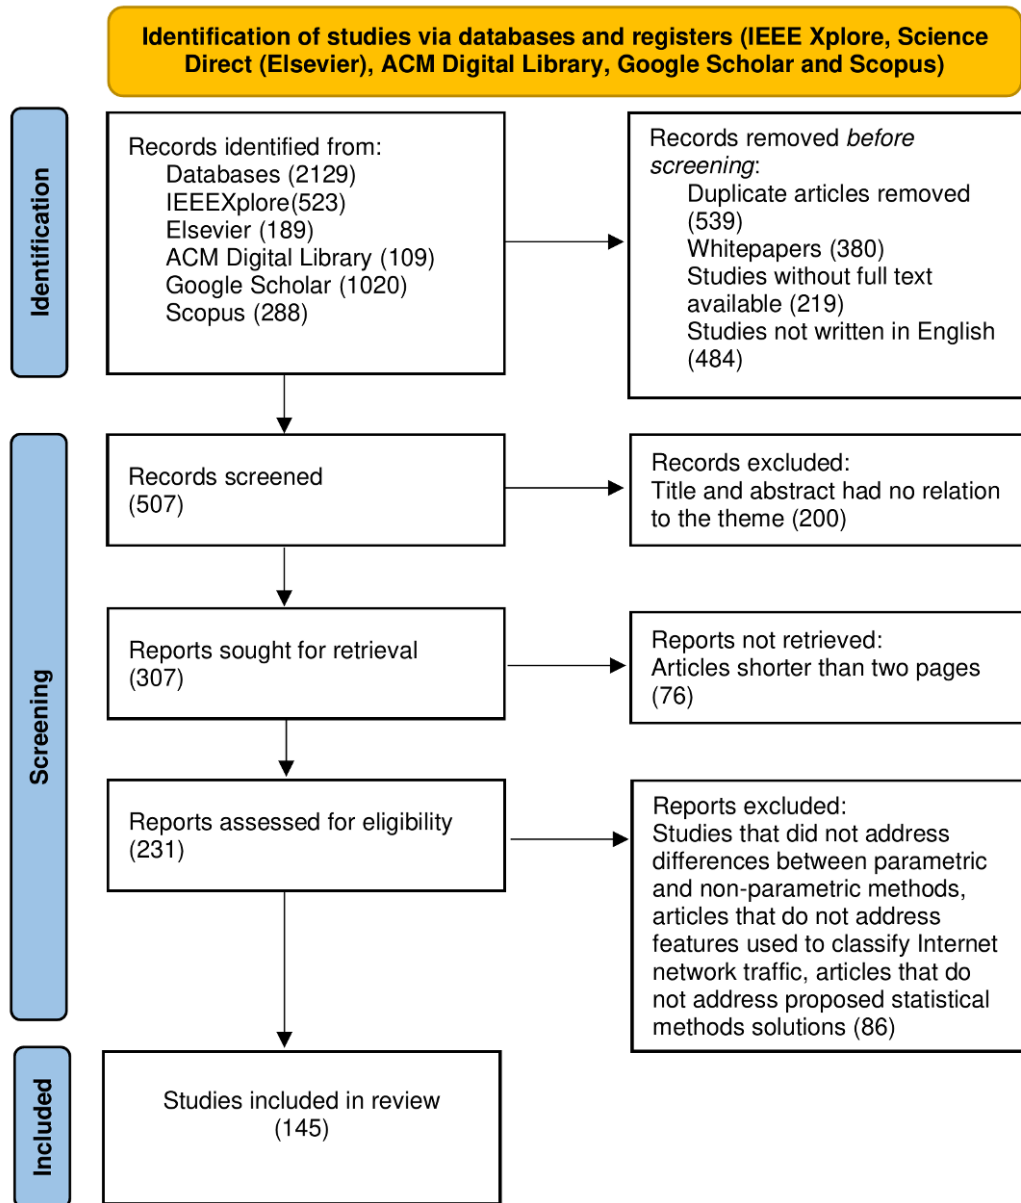 Identification of studies via databases and registers (IEEE Xplore, Science
Direct (Elsevier), ACM Digital Library, Google Scholar and Scopus)
Identification
Records identified from:
Databases (2129)
IEEEXplore(523)
Elsevier (189)
ACM Digital Library (109)
Google Scholar (1020)
Scopus (288)
Records removed before
screening:
Duplicate articles removed
(539)
Whitepapers (380)
Studies without full text
available (219)
Studies not written in English
(484)
Screening
Records screened
(507)
Records excluded:
Title and abstract had no relation
to the theme (200)
Reports sought for retrieval
(307)
Reports not retrieved:
Articles shorter than two pages
(76)
Reports assessed for eligibility
(231)
Reports excluded:
Studies that did not address
differences between parametric
and non-parametric methods,
articles that do not address
features used to classify Internet
network traffic, articles that do
not address proposed statistical
methods solutions (86)
Included
Studies included in review
(145)